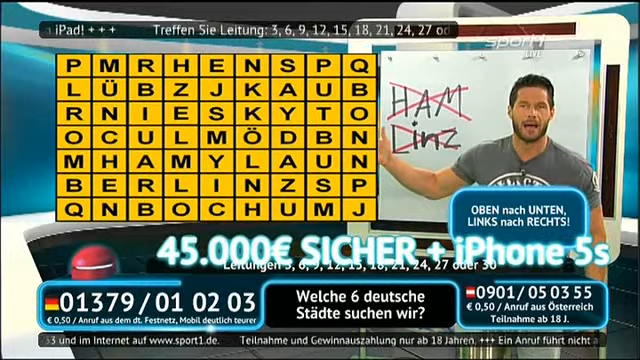 iPad! + + +
Treffen Sie Leitung: 3, 6, 9, 12, 15, 18, 21, 24, 27 od
sport1
LIVE
P M R H E N S P Q
L Ü B Z J K A U B
R N I E S K Y T O
O C U L M Ö D B N
M H A M Y L A U N
B E R L I N Z S P
Q N B O C H U M J
HAM
Linz
OBEN nach UNTEN,
LINKS nach RECHTS!
45.000€ SICHER + iPhone 5s
Leitungen 3, 6, 9, 12, 15, 18, 21, 24, 27 oder 30
01379/01 02 03
€ 0,50 / Anruf aus dem dt. Festnetz, Mobil deutlich teurer
Welche 6 deutsche
Städte suchen wir?
0901/05 03 55
€ 0,50 / Anruf aus Österreich
Teilnahme ab 18 J.
53 und im Internet auf www.sport1.de.
Teilnahme und Gewinnauszahlung nur ab 18 Jahren. +++ Ein Anruf führt nicht a